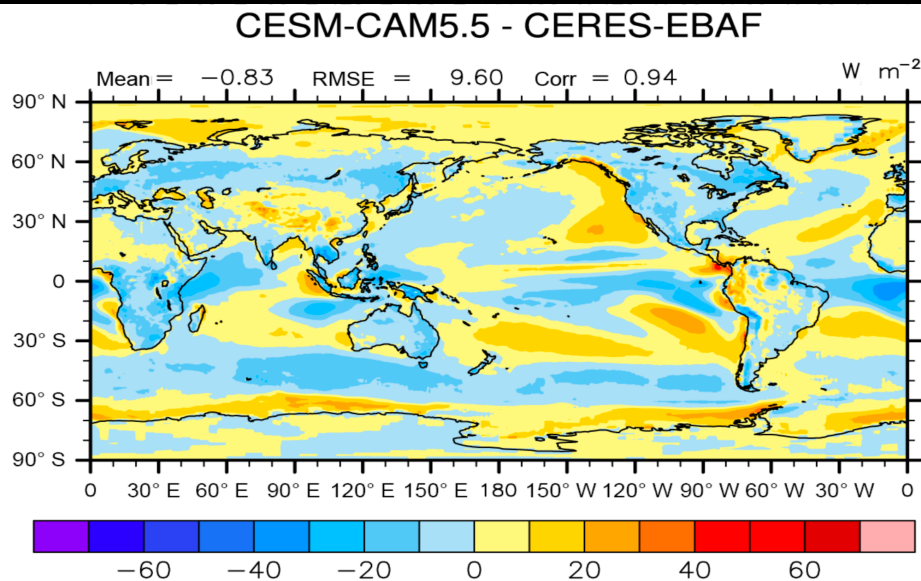 CESM-CAM5.5 - CERES-EBAF
Mean = −0.83 RMSE = 9.60 Corr = 0.94 W m-2
90° N
60° N
30° N
0
30° S
60° S
90° S
0 30° E 60° E 90° E 120° E 150° E 180 150° W 120° W 90° W 60° W 30° W 0
−60 −40 −20 0 20 40 60